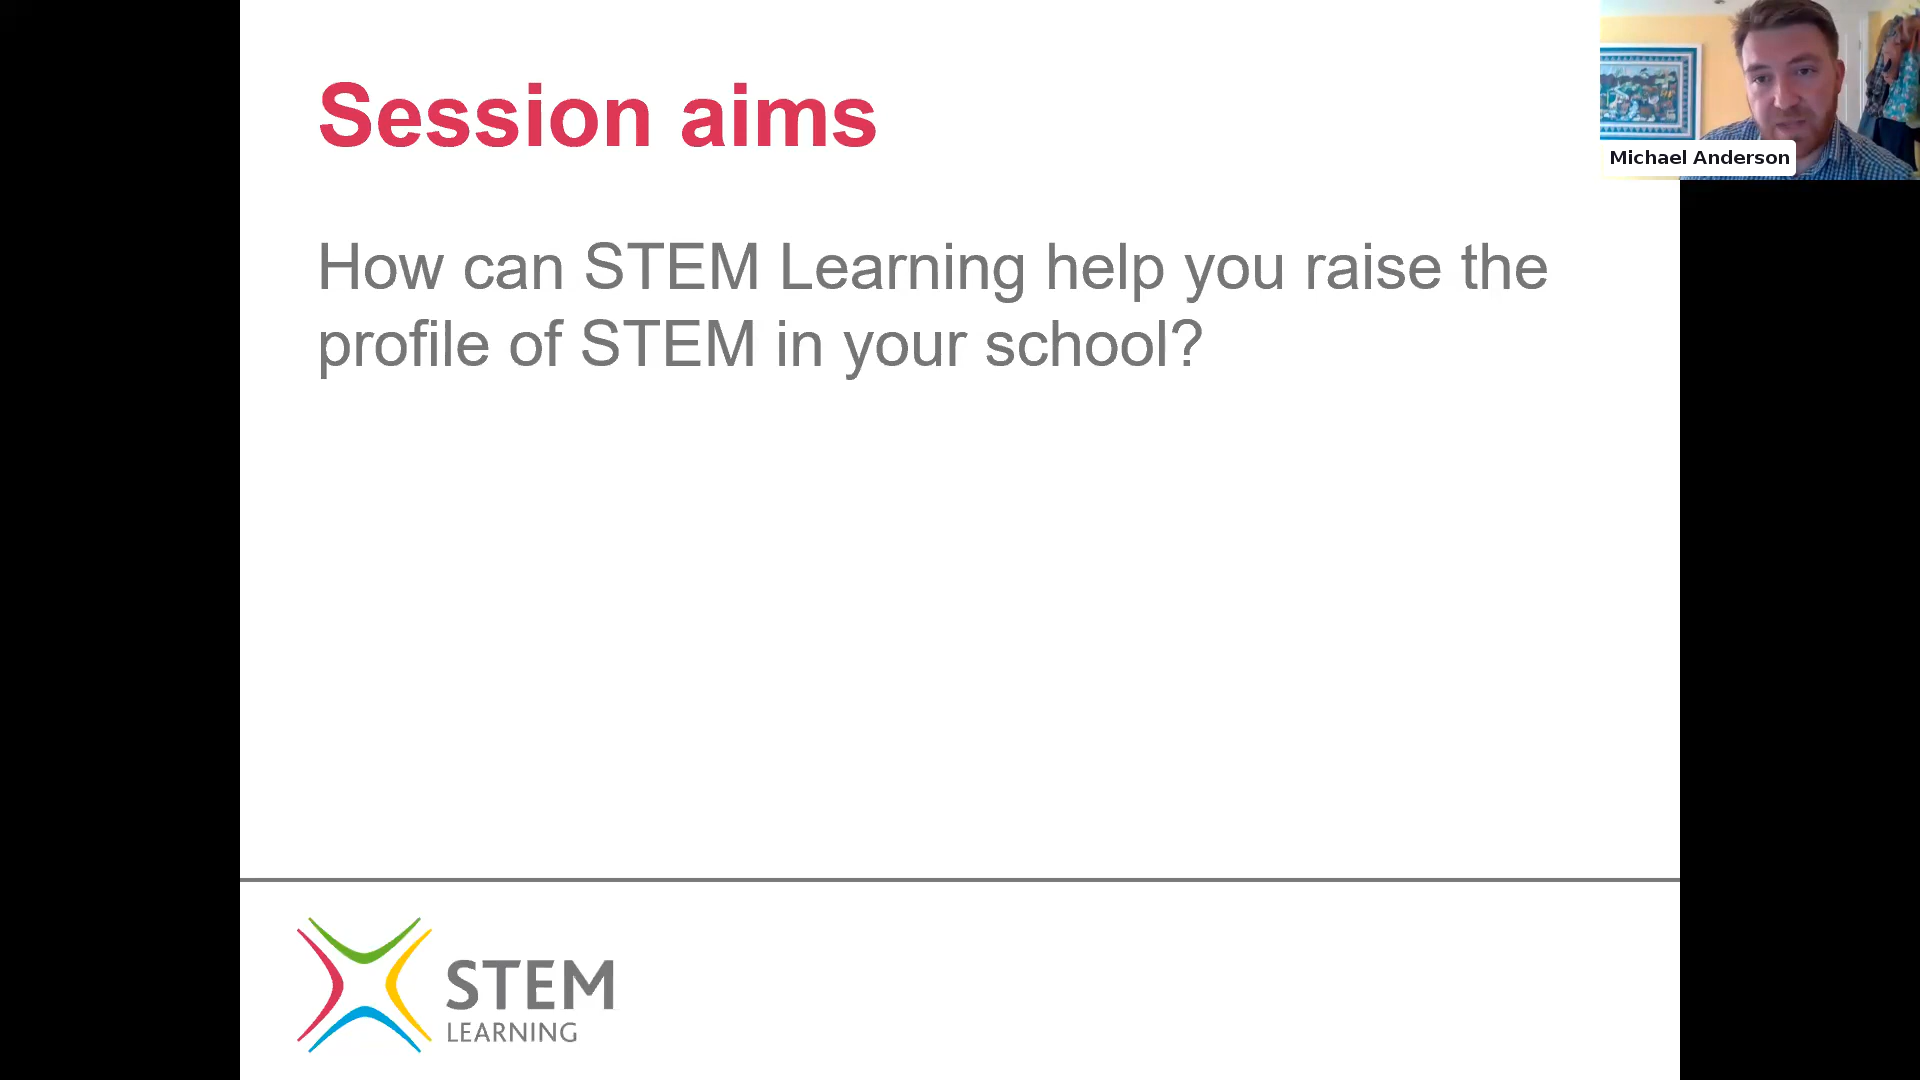 Session aims
Michael Anderson
How can STEM Learning help you raise the
profile of STEM in your school?
STEM
LEARNING